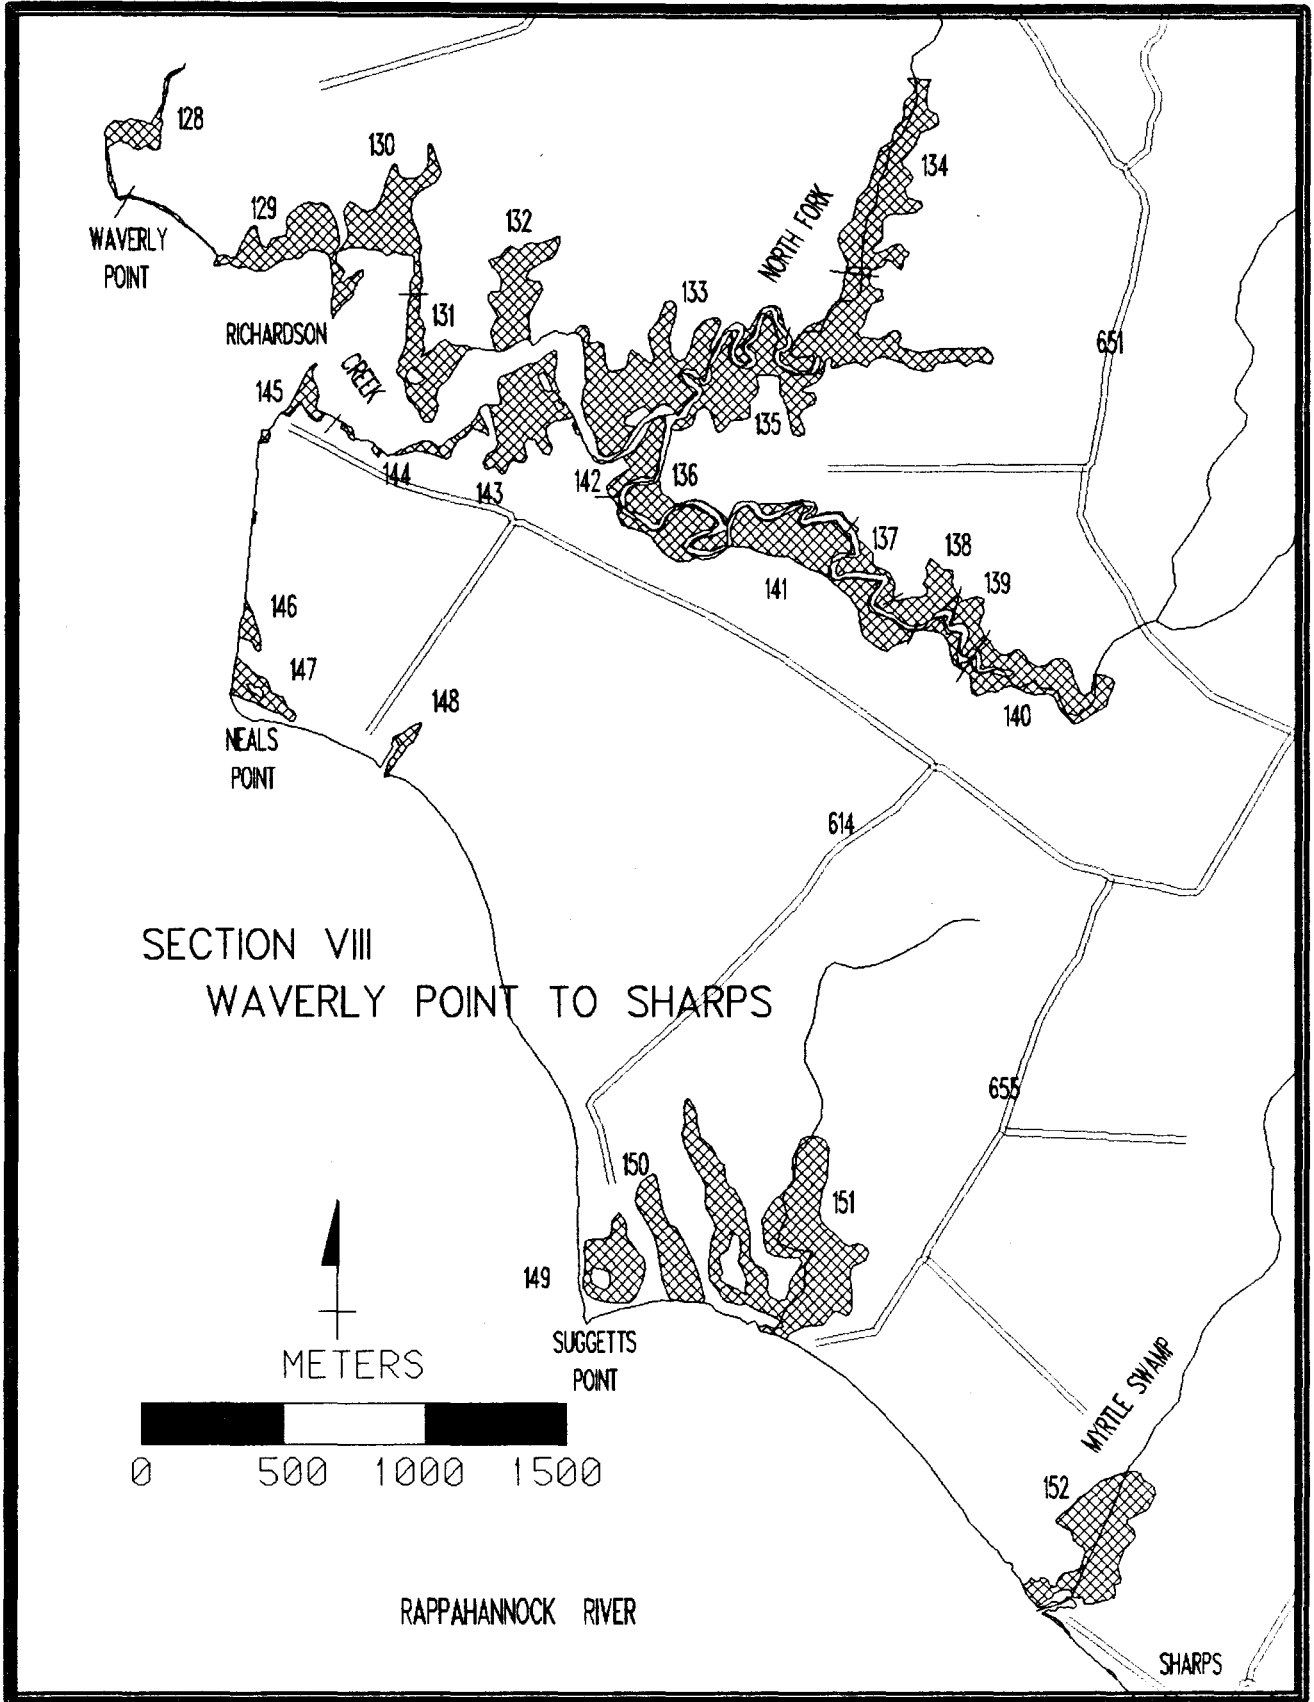 128
130
134
129
132
NORTH FORK
WAVERLY
POINT
133
131
RICHARDSON
CREEK
651
145
135
144
143
142
136
137
138
141
139
146
147
148
140
NEALS
POINT
614
SECTION VIII
WAVERLY POINT TO SHARPS
655
150
151
149
SUGGETTS
POINT
METERS
MYRTLE SWAMP
0 500 1000 1500
152
RAPPAHANNOCK RIVER
SHARPS